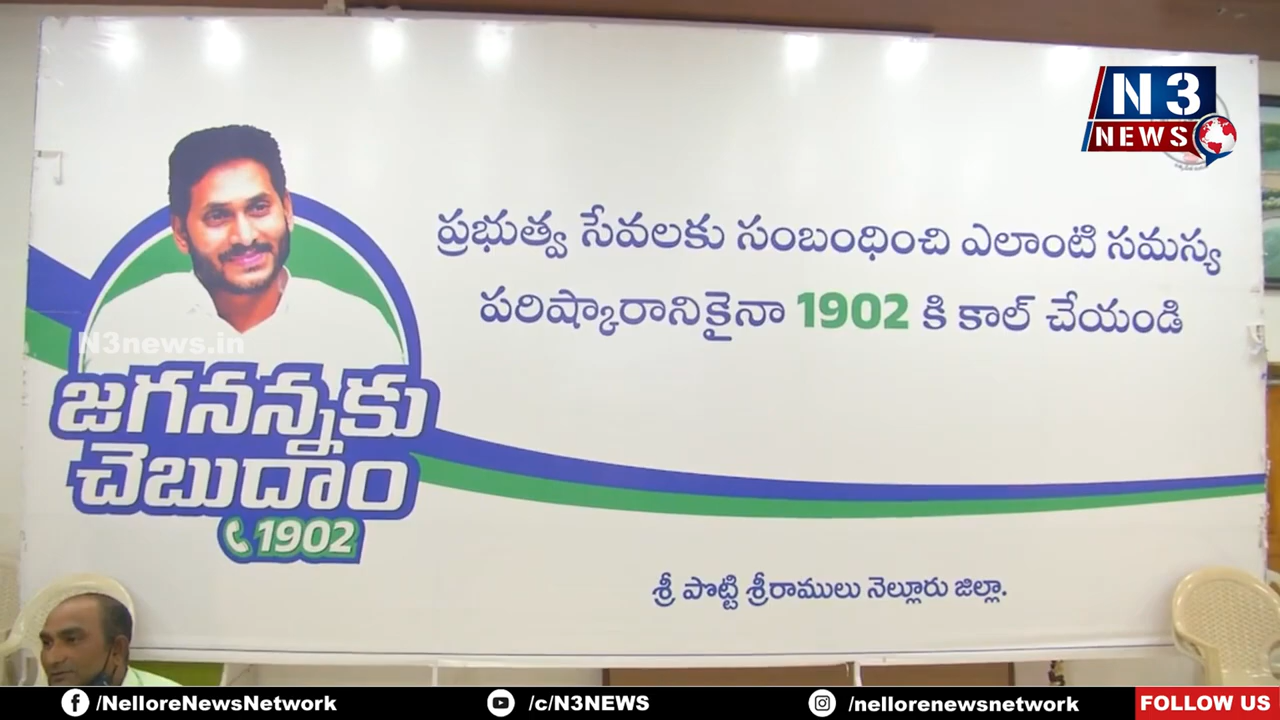 N3
NEWS
ప్రభుత్వ సేవలకు సంబంధించి ఎలాంటి సమస్య
పరిష్కారానికైనా 1902 కి కాల్ చేయండి
N3news.in
జగనన్నకు
చెబుదాం
1902
శ్రీ పొట్టి శ్రీరాములు నెల్లూరు జిల్లా.
/NelloreNewsNetwork
/c/N3NEWS
/nellorenewsnetwork
FOLLOW US